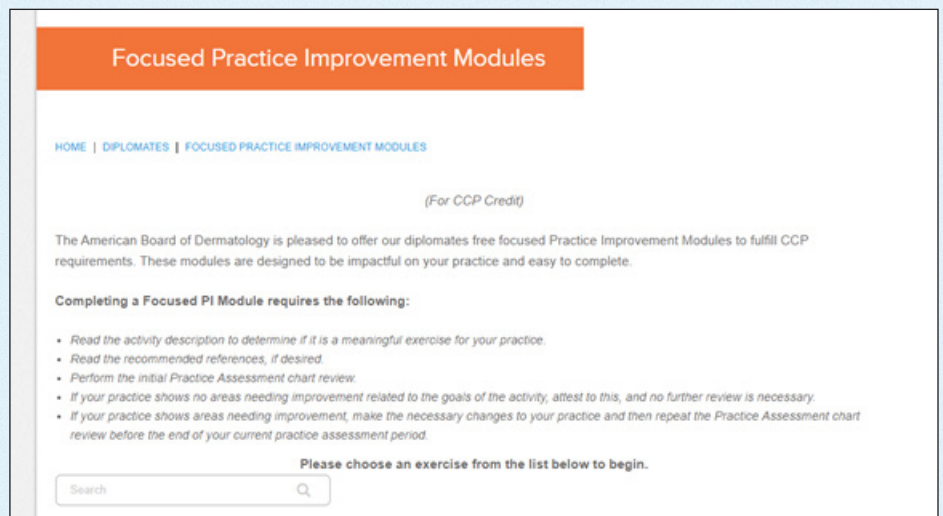 Focused Practice Improvement Modules
HOME | DIPLOMATES | FOCUSED PRACTICE IMPROVEMENT MODULES
(For CCP Credit)
The American Board of Dermatology is pleased to offer our diplomates free focused Practice Improvement Modules to fulfill CCP
requirements. These modules are designed to be impactful on your practice and easy to complete.
Completing a Focused PI Module requires the following:
• Read the activity description to determine if it is a meaningful exercise for your practice.
• Read the recommended references, if desired.
• Perform the initial Practice Assessment chart review.
• If your practice shows no areas needing improvement related to the goals of the activity, attest to this, and no further review is necessary.
• If your practice shows areas needing improvement, make the necessary changes to your practice and then repeat the Practice Assessment chart
review before the end of your current practice assessment period.
Please choose an exercise from the list below to begin.
Search